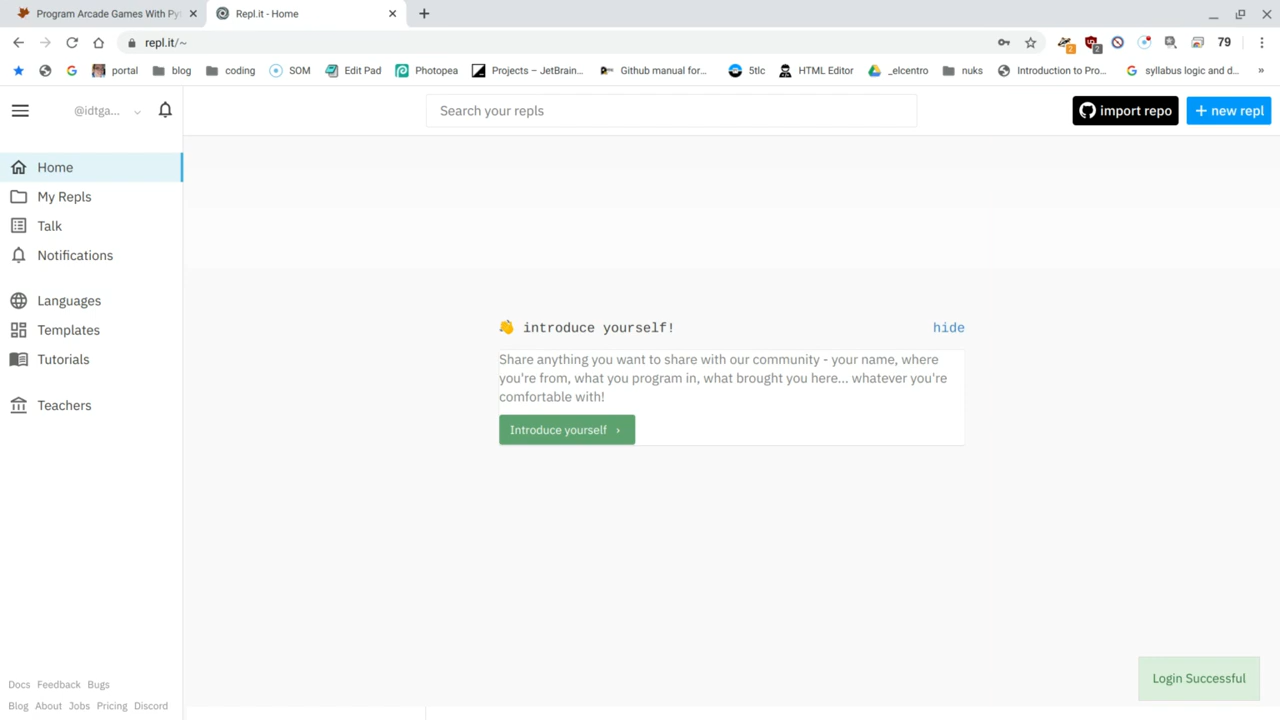 Program Arcade Games With Py
Repl.it - Home
repl.it/~
2
2
79
portal
blog
coding
SOM
Edit Pad
Photopea
Projects – JetBrain...
Github manual for...
5tlc
HTML Editor
_elcentro
nuks
Introduction to Pro...
syllabus logic and d...
»
@idtga...
Search your repls
import repo
+ new repl
Home
My Repls
Talk
Notifications
Languages
Templates
Tutorials
Teachers
👋 introduce yourself!
hide
Share anything you want to share with our community - your name, where
you're from, what you program in, what brought you here... whatever you're
comfortable with!
Introduce yourself ›
Login Successful
Docs Feedback Bugs
Blog About Jobs Pricing Discord